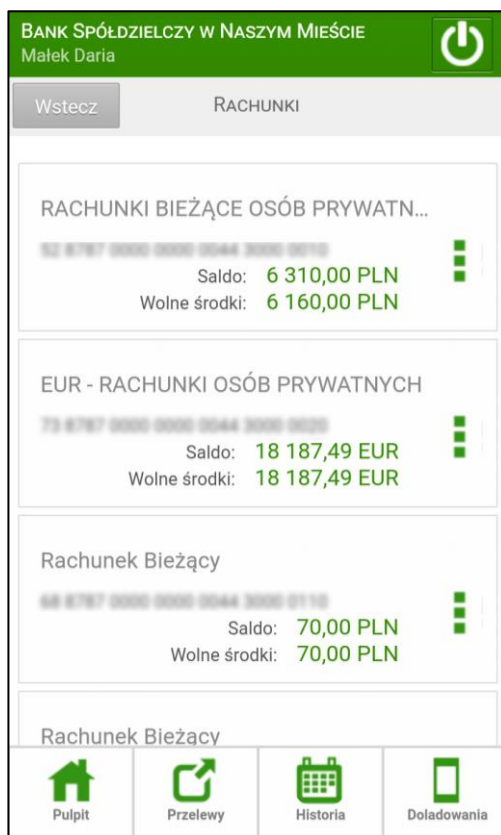 BANK SPÓŁDZIELCZY W NASZYM MIEŚCIE
Małek Daria
Wstecz RACHUNKI
RACHUNKI BIEŻĄCE OSÓB PRYWATN...
Saldo: 6 310,00 PLN
Wolne środki: 6 160,00 PLN
EUR - RACHUNKI OSÓB PRYWATNYCH
Saldo: 18 187,49 EUR
Wolne środki: 18 187,49 EUR
Rachunek Bieżący
Saldo: 70,00 PLN
Wolne środki: 70,00 PLN
Rachunek Bieżący
Pulpit Przelewy Historia Doladowania